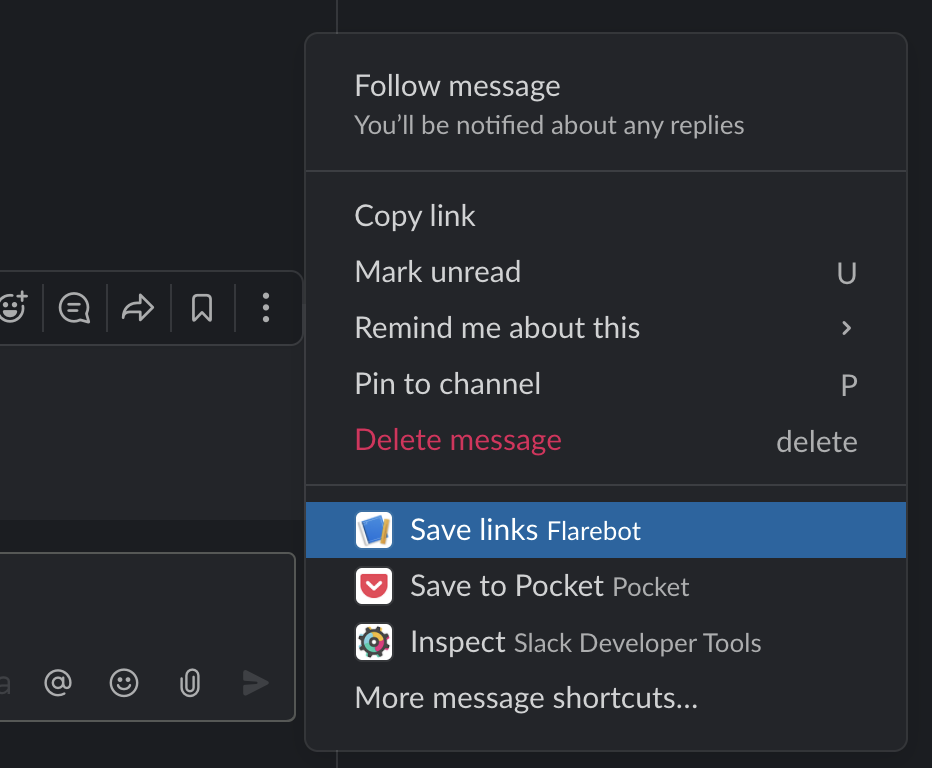 Follow message
You’ll be notified about any replies
Copy link
Mark unread U
Remind me about this
Pin to channel P
Delete message delete
Save links Flarebot
Save to Pocket Pocket
Inspect Slack Developer Tools
More message shortcuts...